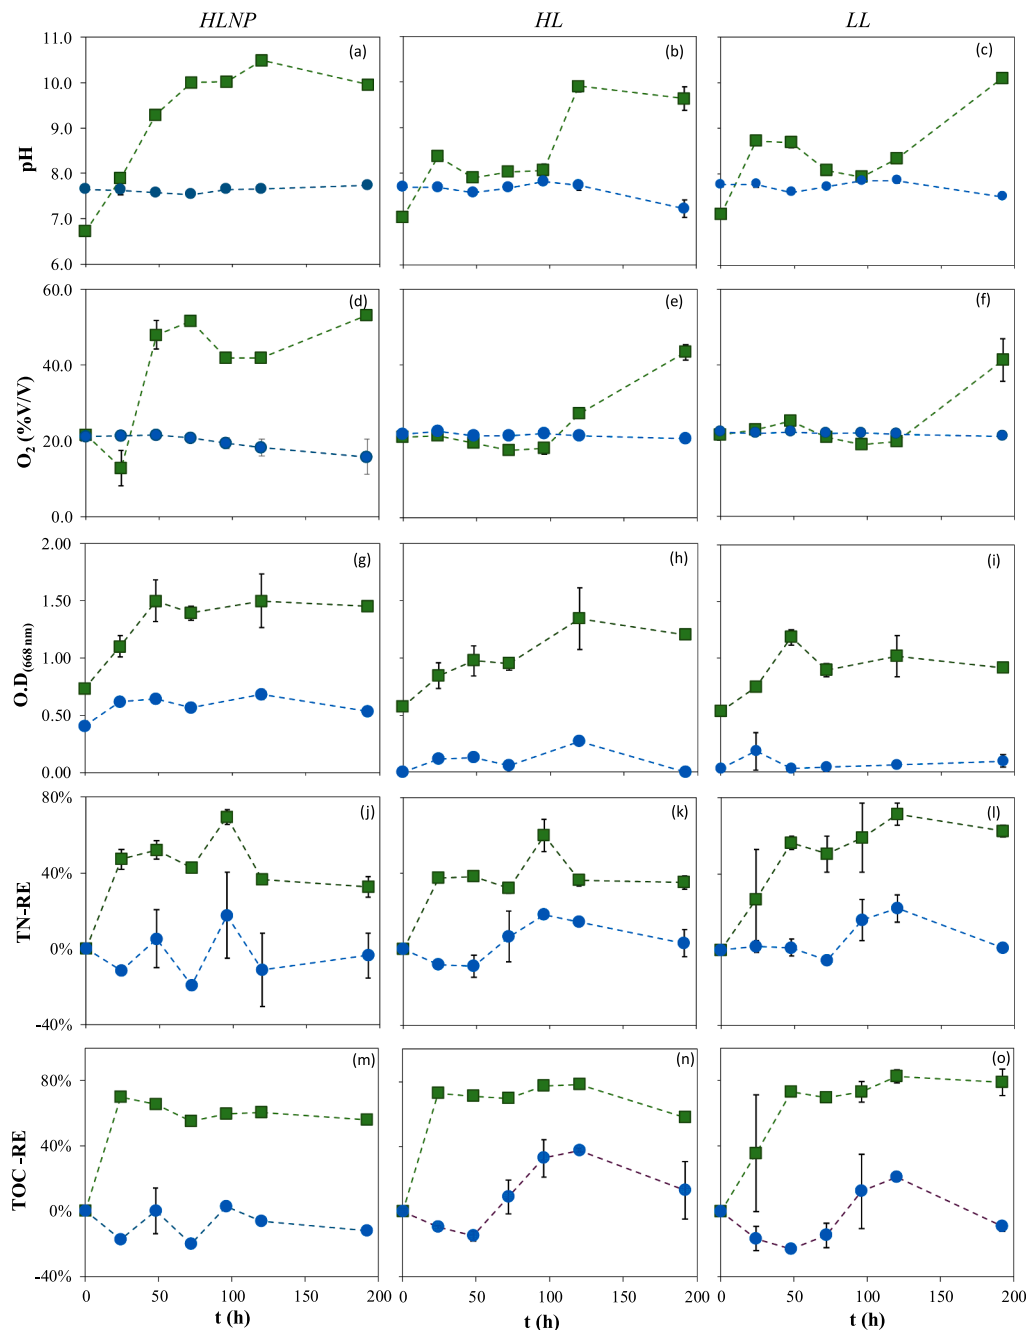 HLNP HL LL
11.0 (a) (b) (c)
10.0
9.0
pH
8.0
7.0
6.0
60.0 (d) (e) (f)
40.0
O₂ (%V/V)
20.0
0.0
2.00 (g) (h) (i)
1.50
1.00
O.D(668 nm)
0.50
0.00
80% (j) (k) (l)
40%
TN-RE
0%
-40%
(m) (n) (o)
80%
40%
TOC -RE
0%
-40%
0 50 100 150 200 0 50 100 150 200 0 50 100 150 200
t (h) t (h) t (h)